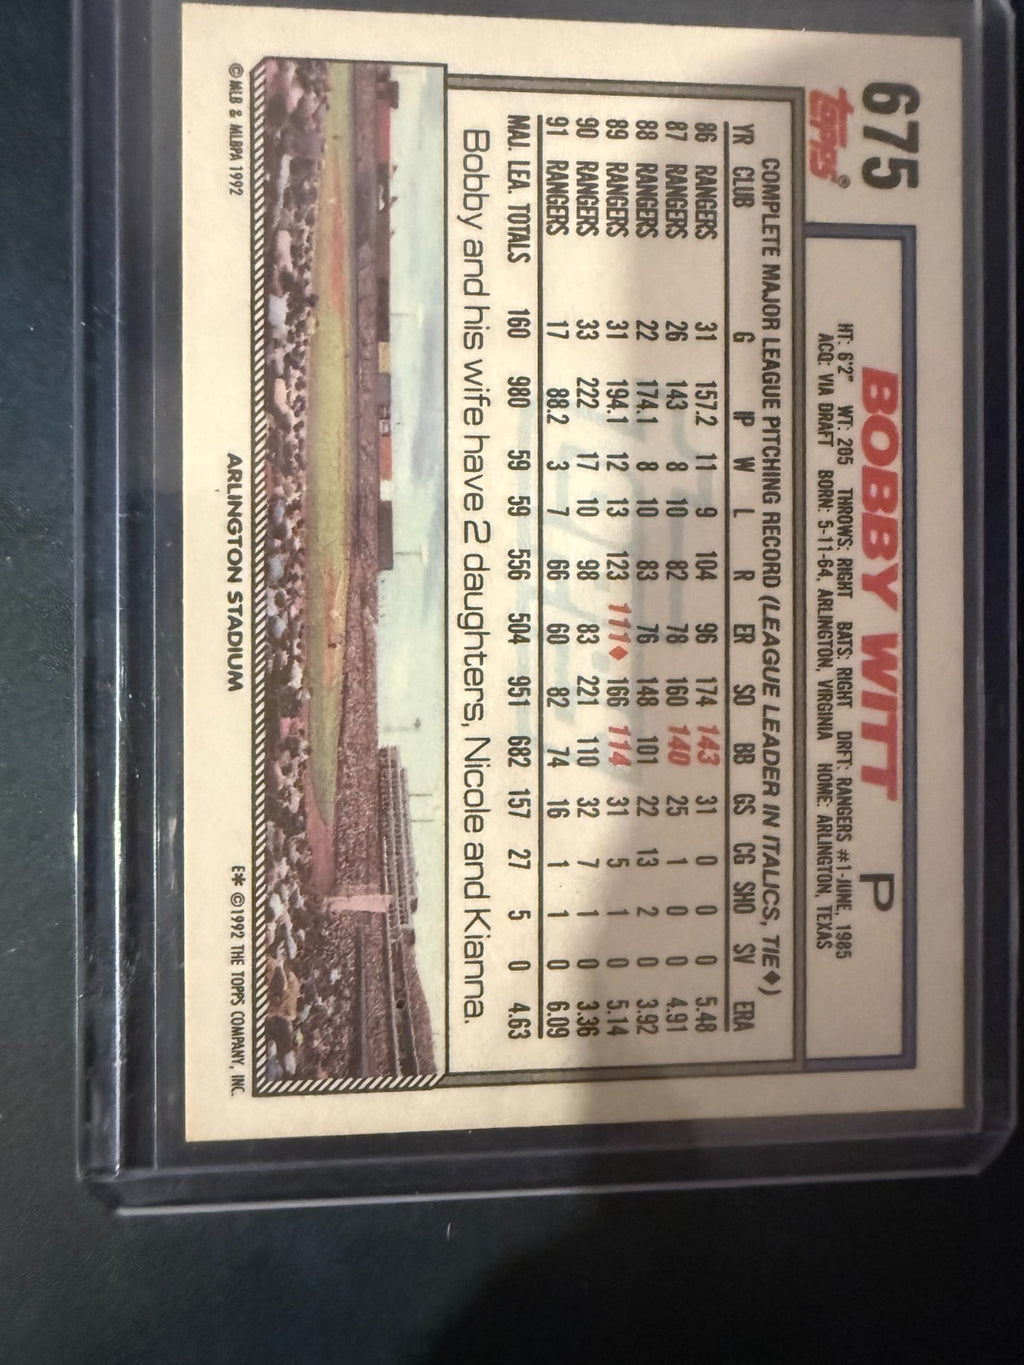 675
Topps®
BOBBY WITT P
HT: 6'2" WT: 205 THROWS: RIGHT BATS: RIGHT DRFT: RANGERS #1-JUNE, 1985
ACQ: VIA DRAFT BORN: 5-11-64, ARLINGTON, VIRGINIA HOME: ARLINGTON, TEXAS
COMPLETE MAJOR LEAGUE PITCHING RECORD (LEAGUE LEADER IN ITALICS, TIE♦)
YR CLUB G IP W L R ER SO BB GS CG SHO SV ERA
86 RANGERS 31 157.2 11 9 104 96 174 143 31 0 0 0 5.48
87 RANGERS 26 143 8 10 82 78 160 140 25 1 0 0 4.91
88 RANGERS 22 174.1 8 10 83 76 148 101 22 13 2 0 3.92
89 RANGERS 31 194.1 12 13 123 111♦ 166 114 31 5 1 0 5.14
90 RANGERS 33 222 17 10 98 83 221 110 32 7 1 0 3.36
91 RANGERS 17 88.2 3 7 66 60 82 74 16 1 1 0 6.09
MAJ. LEA. TOTALS 160 980 59 59 556 504 951 682 157 27 5 0 4.63
Bobby and his wife have 2 daughters, Nicole and Kianna.
© MLB & MLBPA 1992 ARLINGTON STADIUM E* © 1992 THE TOPPS COMPANY, INC.